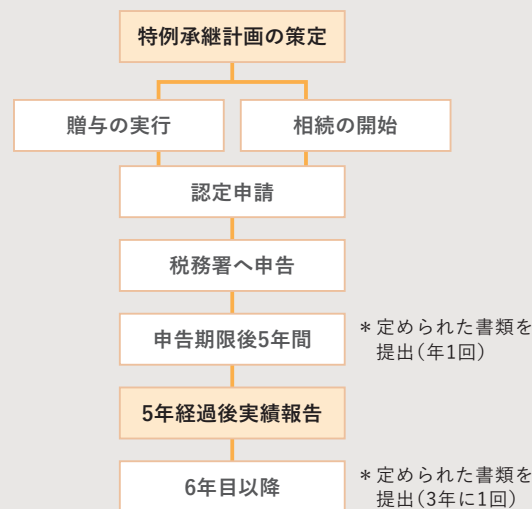 特例承継計画の策定
贈与の実行
相続の開始
認定申請
税務署へ申告
申告期限後5年間
＊定められた書類を
提出(年1回)
5年経過後実績報告
6年目以降
＊定められた書類を
提出(3年に1回)